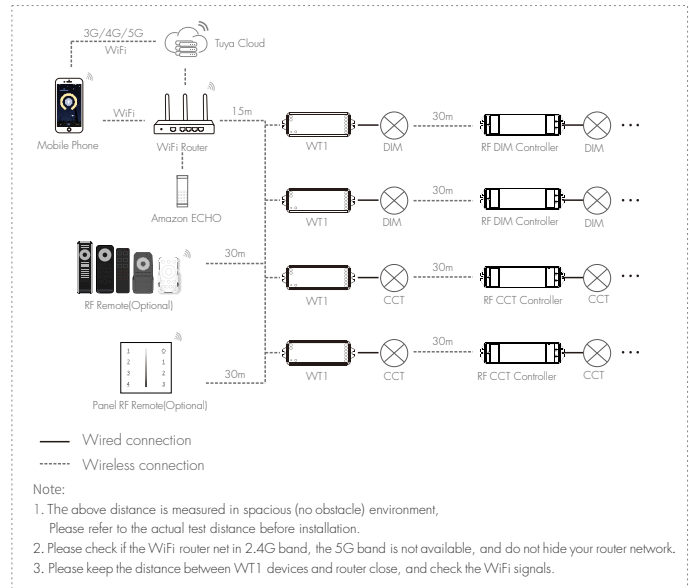 3G/4G/5G
WiFi
Tuya Cloud
WiFi
15m
Mobile Phone
WiFi Router
Amazon ECHO
WT1
DIM
30m
RF DIM Controller
DIM
...
WT1
DIM
30m
RF DIM Controller
DIM
...
30m
RF Remote(Optional)
WT1
CCT
30m
RF CCT Controller
CCT
...
1 0
2 1
3 2
4 3
30m
Panel RF Remote(Optional)
WT1
CCT
30m
RF CCT Controller
CCT
...
Wired connection
Wireless connection
Note:
1. The above distance is measured in spacious (no obstacle) environment,
Please refer to the actual test distance before installation.
2. Please check if the WiFi router net in 2.4G band, the 5G band is not available, and do not hide your router network.
3. Please keep the distance between WT1 devices and router close, and check the WiFi signals.